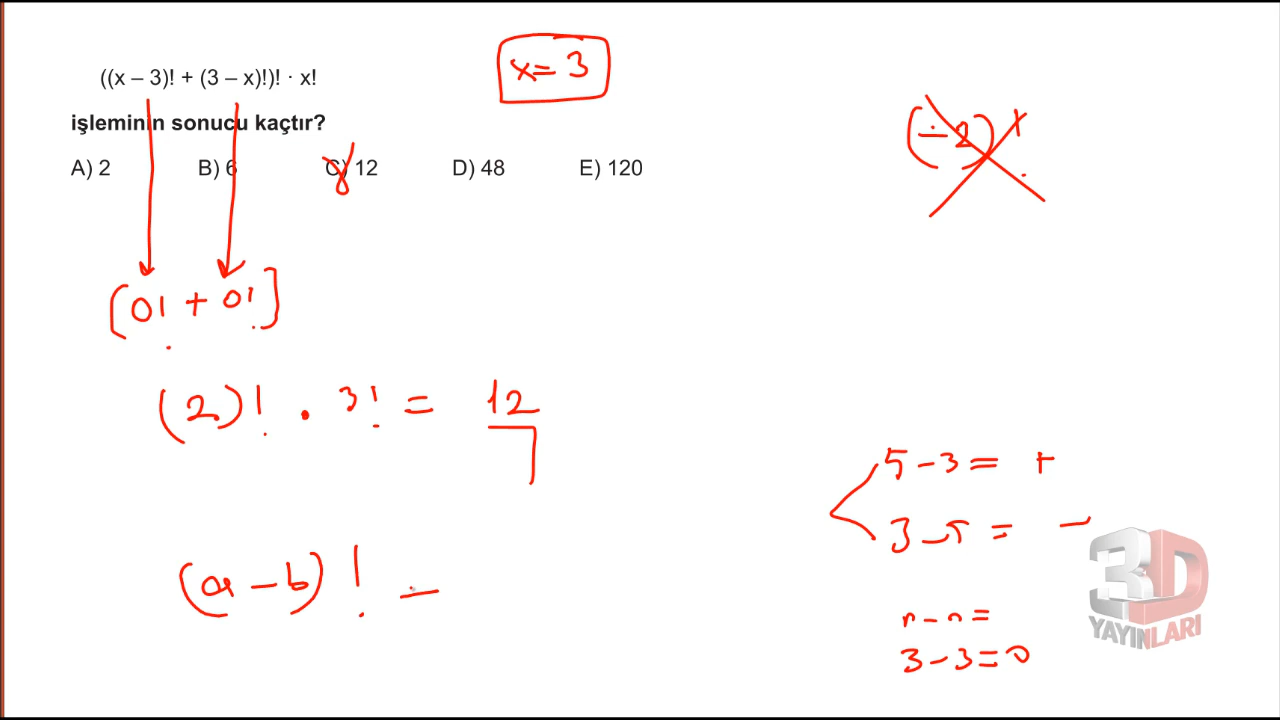 ((x – 3)! + (3 – x)!)! · x!
x = 3
işleminin sonucu kaçtır?
A) 2 B) 6 C) 12 D) 48 E) 120
(-2)!
[0! + 0!]
(2)! · 3! = 12
5 - 3 = +
3 - 5 = -
(a - b)! -
n - n =
3 - 3 = 0
3D
YAYINLARI